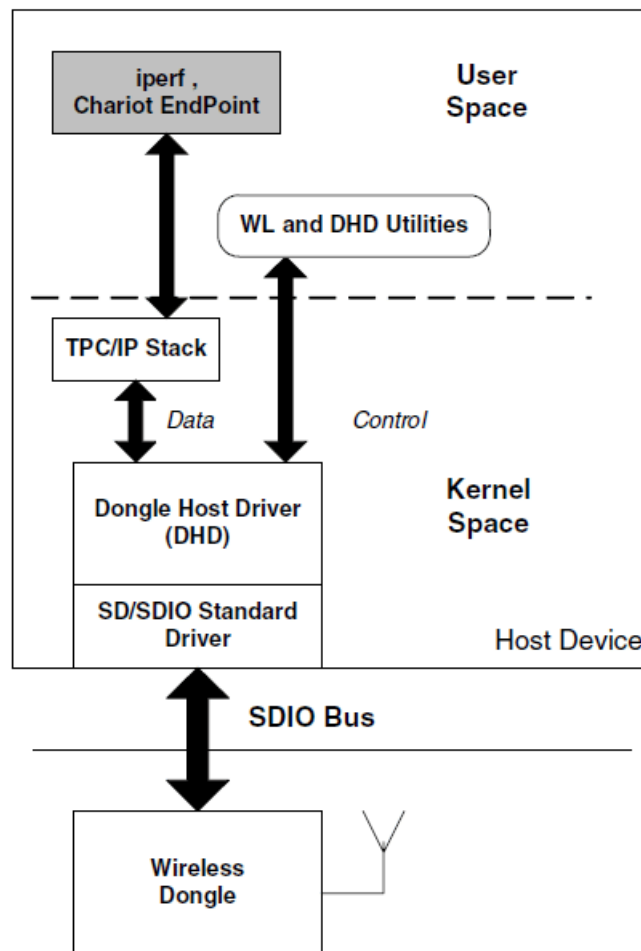 iperf ,
Chariot EndPoint
User
Space
WL and DHD Utilities
TPC/IP Stack
Data
Control
Dongle Host Driver
(DHD)
Kernel
Space
SD/SDIO Standard
Driver
Host Device
SDIO Bus
Wireless
Dongle